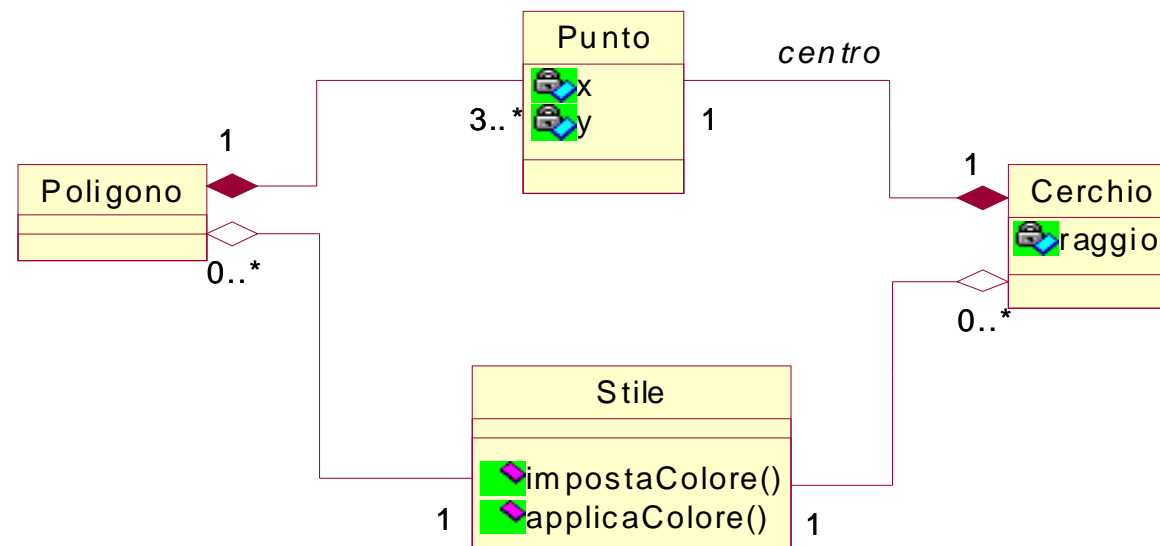 Punto
x
y
centro
3..*
1
1
1
Poligono
0..*
Cerchio
raggio
0..*
Stile
impostaColore()
applicaColore()
1
1